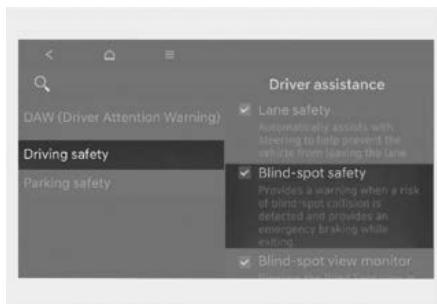 Driver assistance
DAW (Driver Attention Warning)
Driving safety
Parking safety
Lane safety
Automatically assists with
steering to help prevent the
vehicle from leaving the lane
Blind-spot safety
Provides a warning when a risk
of blind-spot collision is
detected and provides an
emergency braking while
exiting.
Blind-spot view monitor